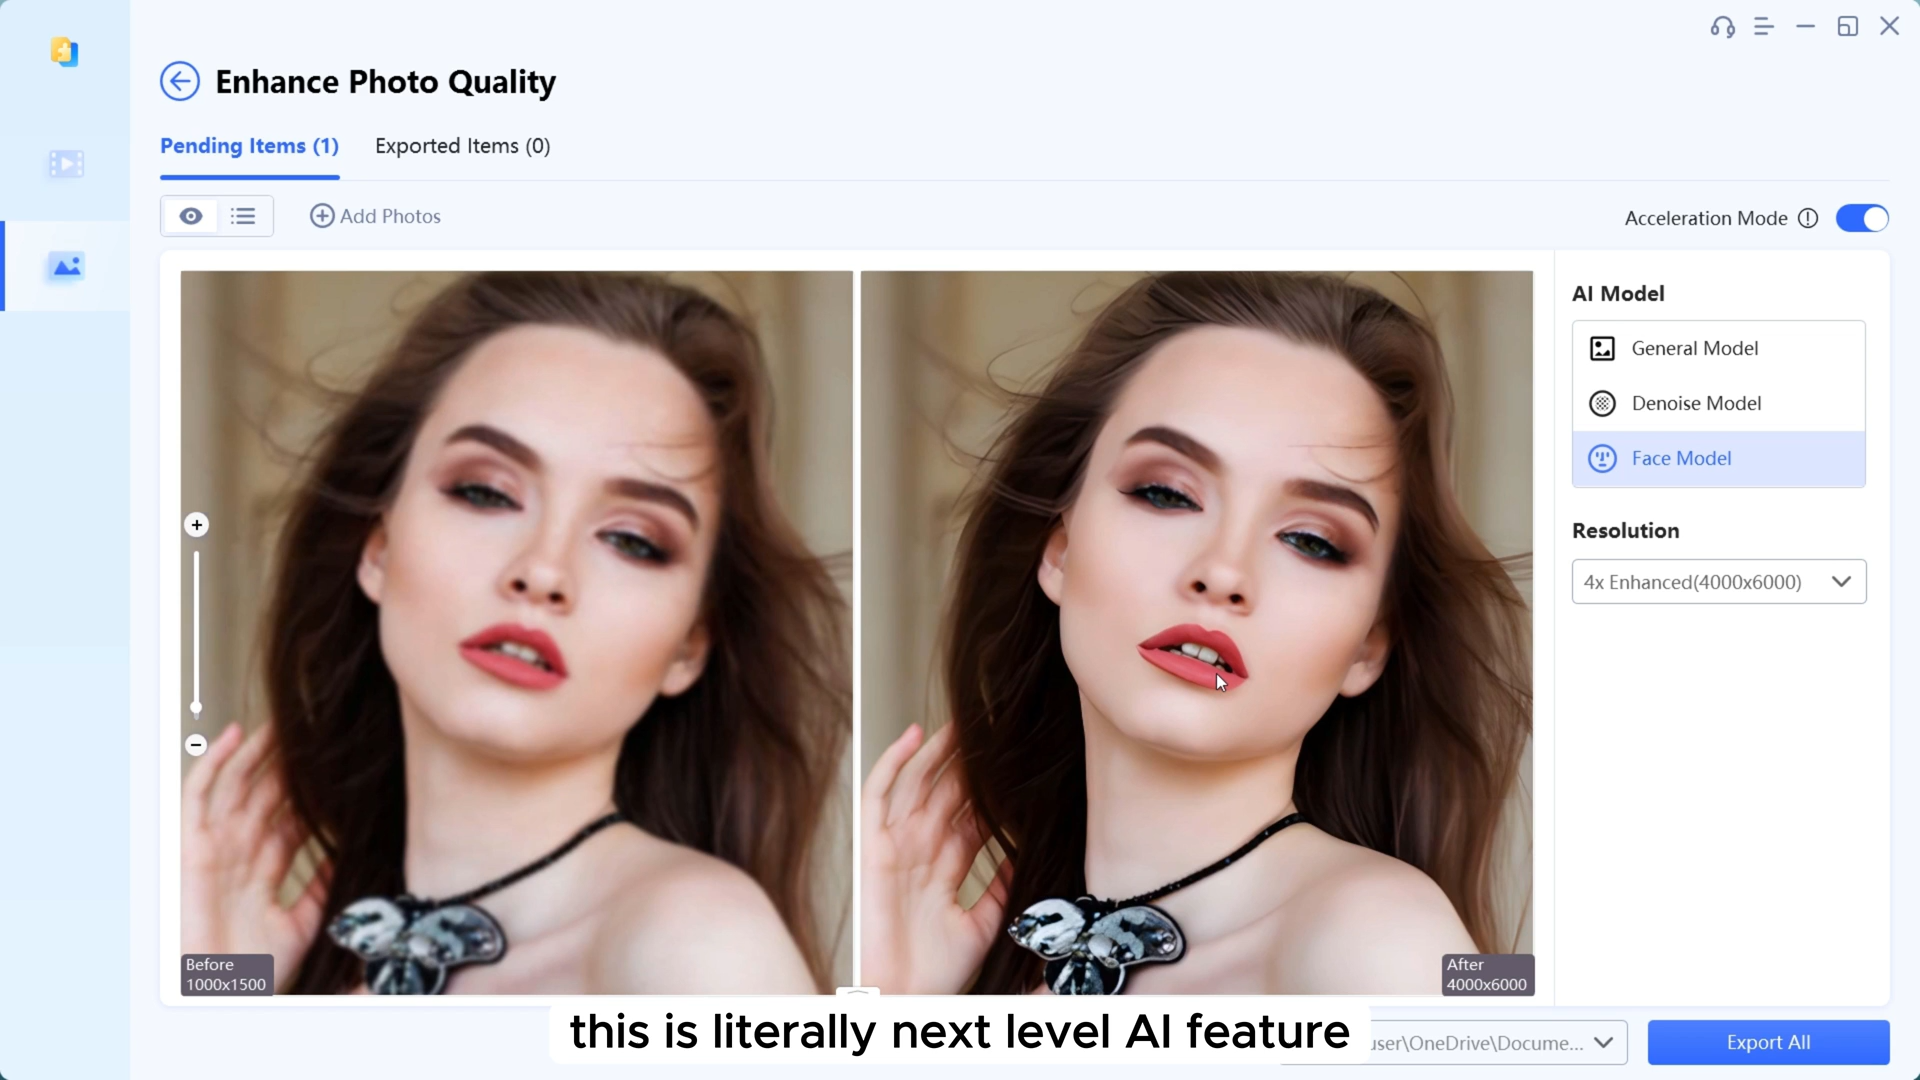 Enhance Photo Quality
Pending Items (1)
Exported Items (0)
Add Photos
Acceleration Mode
AI Model
General Model
Denoise Model
Face Model
Resolution
4x Enhanced(4000x6000)
Before
1000x1500
After
4000x6000
this is literally next level AI feature
user\OneDrive\Docume...
Export All